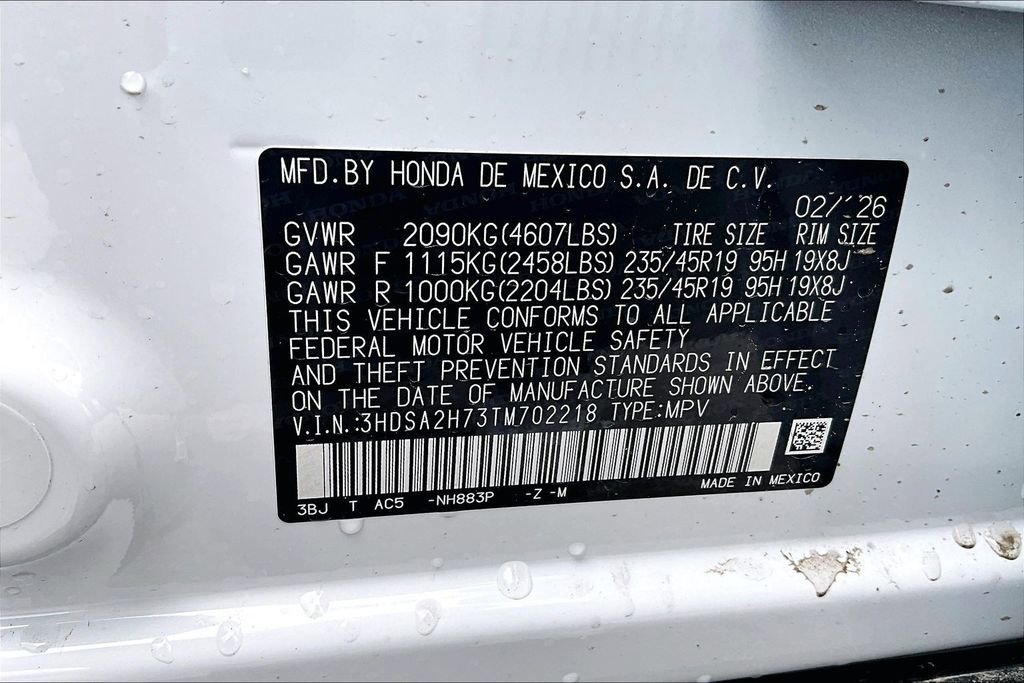 MFD.BY HONDA DE MEXICO S.A. DE C.V.
02/'26
GVWR 2090KG(4607LBS) TIRE SIZE RIM SIZE
GAWR F 1115KG(2458LBS) 235/45R19 95H 19X8J
GAWR R 1000KG(2204LBS) 235/45R19 95H 19X8J
THIS VEHICLE CONFORMS TO ALL APPLICABLE
FEDERAL MOTOR VEHICLE SAFETY
AND THEFT PREVENTION STANDARDS IN EFFECT
ON THE DATE OF MANUFACTURE SHOWN ABOVE.
V.I.N.:3HDSA2H73TM702218 TYPE:MPV
3BJ T AC5 -NH883P -Z -M MADE IN MEXICO